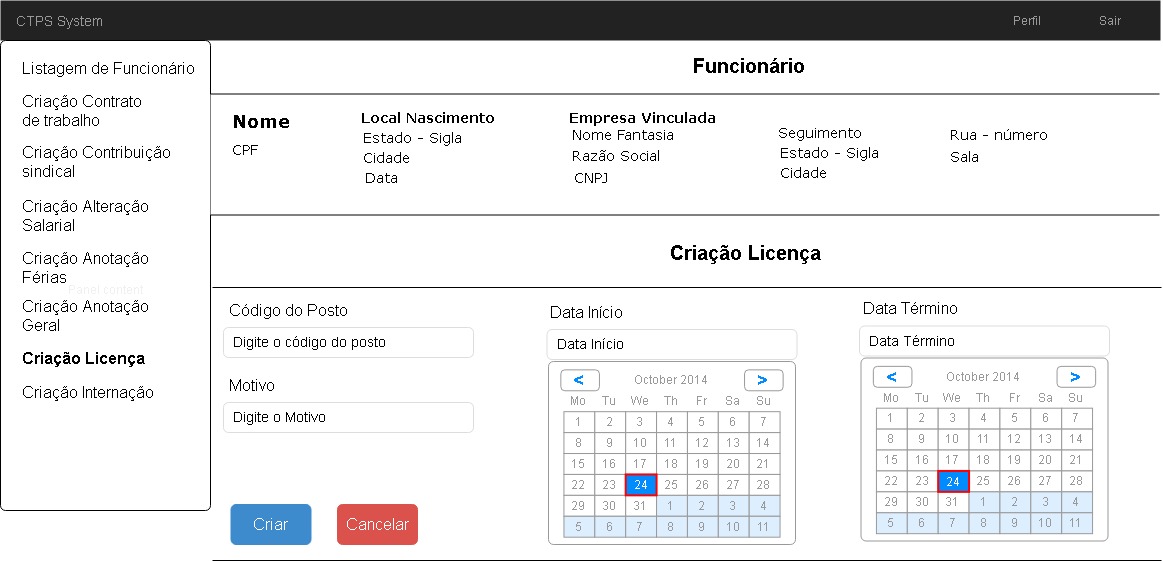 CTPS System
Perfil
Sair
Listagem de Funcionário
Criação Contrato
de trabalho
Criação Contribuição
sindical
Criação Alteração
Salarial
Criação Anotação
Férias
Panel content
Criação Anotação
Geral
Criação Licença
Criação Internação
Funcionário
Nome
CPF
Local Nascimento
Estado - Sigla
Cidade
Data
Empresa Vinculada
Nome Fantasia
Razão Social
CNPJ
Seguimento
Estado - Sigla
Cidade
Rua - número
Sala
Criação Licença
Código do Posto
Digite o código do posto
Motivo
Digite o Motivo
Criar
Cancelar
Data Início
Data Início
< October 2014 >
Mo Tu We Th Fr Sa Su
1 2 3 4 5 6 7
8 9 10 11 12 13 14
15 16 17 18 19 20 21
22 23 24 25 26 27 28
29 30 31 1 2 3 4
5 6 7 8 9 10 11
Data Término
Data Término
< October 2014 >
Mo Tu We Th Fr Sa Su
1 2 3 4 5 6 7
8 9 10 11 12 13 14
15 16 17 18 19 20 21
22 23 24 25 26 27 28
29 30 31 1 2 3 4
5 6 7 8 9 10 11